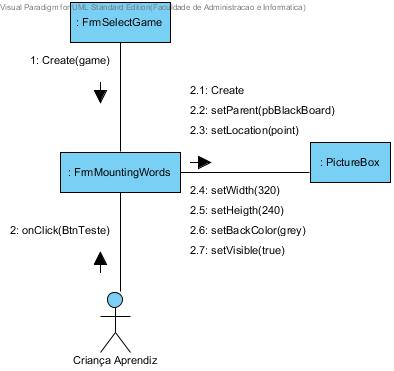 Visual Paradigm for UML Standard Edition(Faculdade de Administracao e Informatica)
: FrmSelectGame
1: Create(game)
2.1: Create
2.2: setParent(pbBlackBoard)
2.3: setLocation(point)
: FrmMountingWords
: PictureBox
2.4: setWidth(320)
2.5: setHeigth(240)
2.6: setBackColor(grey)
2.7: setVisible(true)
2: onClick(BtnTeste)
Criança Aprendiz